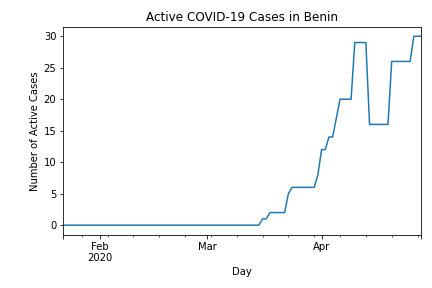 Active COVID-19 Cases in Benin
Number of Active Cases
30
25
20
15
10
5
0
Feb
2020
Mar
Apr
Day